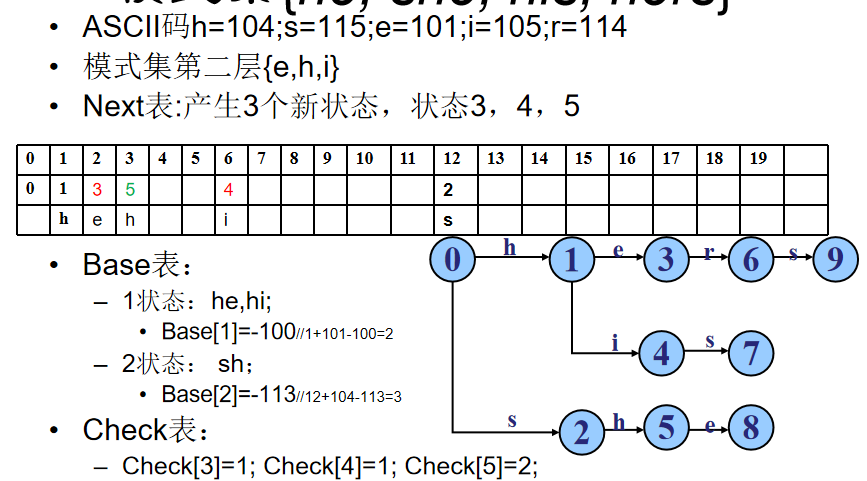 • ASCII码h=104;s=115;e=101;i=105;r=114
• 模式集第二层{e,h,i}
• Next表:产生3个新状态，状态3，4，5
0 1 2 3 4 5 6 7 8 9 10 11 12 13 14 15 16 17 18 19
0 1 3 5 4 2
h e h i s
• Base表：
– 1状态：he,hi;
• Base[1]=-100//1+101-100=2
– 2状态： sh；
• Base[2]=-113//12+104-113=3
• Check表：
– Check[3]=1; Check[4]=1; Check[5]=2;
0 h 1 e 3 r 6 s 9
i 4 s 7
s 2 h 5 e 8